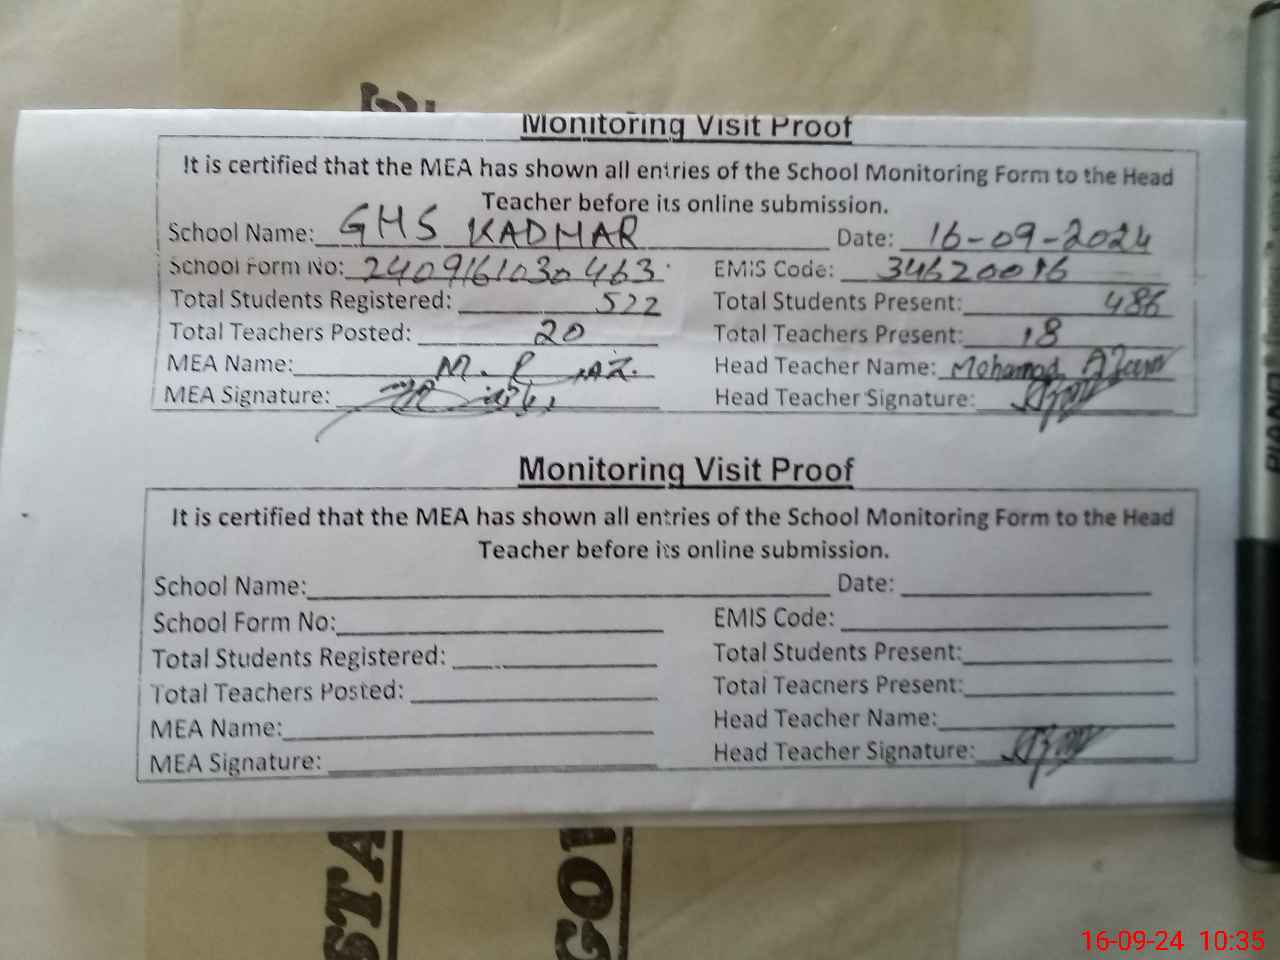 Monitoring Visit Proof
It is certified that the MEA has shown all entries of the School Monitoring Form to the Head
Teacher before its online submission.
School Name: GHS KADHAR Date: 16-09-2024
School Form No: 2409161030463 EMIS Code: 34620016
Total Students Registered: 522 Total Students Present: 486
Total Teachers Posted: 20 Total Teachers Present: 18
MEA Name: M. Head Teacher Name: Mohamad
MEA Signature: Head Teacher Signature:
Monitoring Visit Proof
It is certified that the MEA has shown all entries of the School Monitoring Form to the Head
Teacher before its online submission.
School Name: Date:
School Form No: EMIS Code:
Total Students Registered: Total Students Present:
Total Teachers Posted: Total Teachers Present:
MEA Name: Head Teacher Name:
MEA Signature: Head Teacher Signature:
STA
GOV
PIANO
16-09-24 10:35